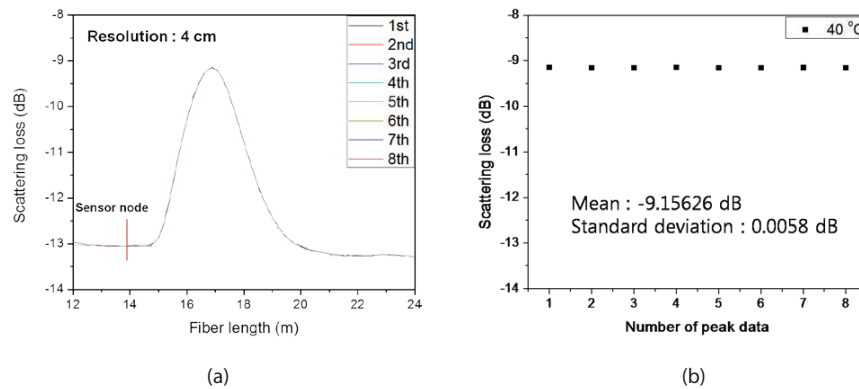 Resolution : 4 cm
1st
2nd
3rd
4th
5th
6th
7th
8th
Sensor node
Scattering loss (dB)
-8
-9
-10
-11
-12
-13
-14
12
14
16
18
20
22
24
Fiber length (m)
(a)
40 °C
Mean : -9.15626 dB
Standard deviation : 0.0058 dB
Scattering loss (dB)
-8
-9
-10
-11
-12
-13
-14
1
2
3
4
5
6
7
8
Number of peak data
(b)